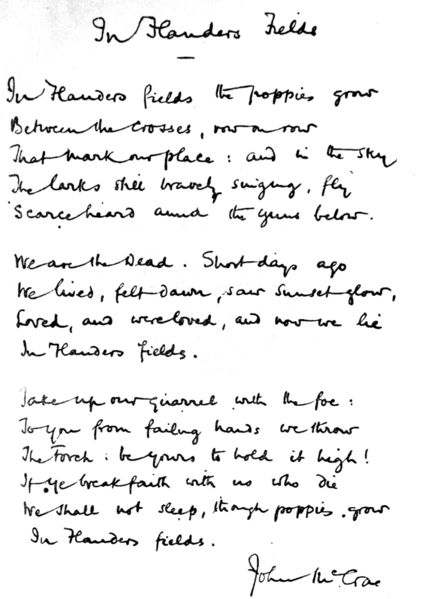 In Flanders Fields
In Flanders fields the poppies grow
Between the crosses, row on row
That mark our place : and in the sky
The larks still bravely singing, fly
Scarce heard amid the guns below.
We are the Dead. Short days ago
We lived, felt dawn, saw sunset glow,
Loved, and were loved, and now we lie
In Flanders fields.
Take up our quarrel with the foe :
To you from failing hands we throw
The Torch : be yours to hold it high!
If ye break faith with us who die
We shall not sleep, though poppies grow
In Flanders fields.
John McCrae